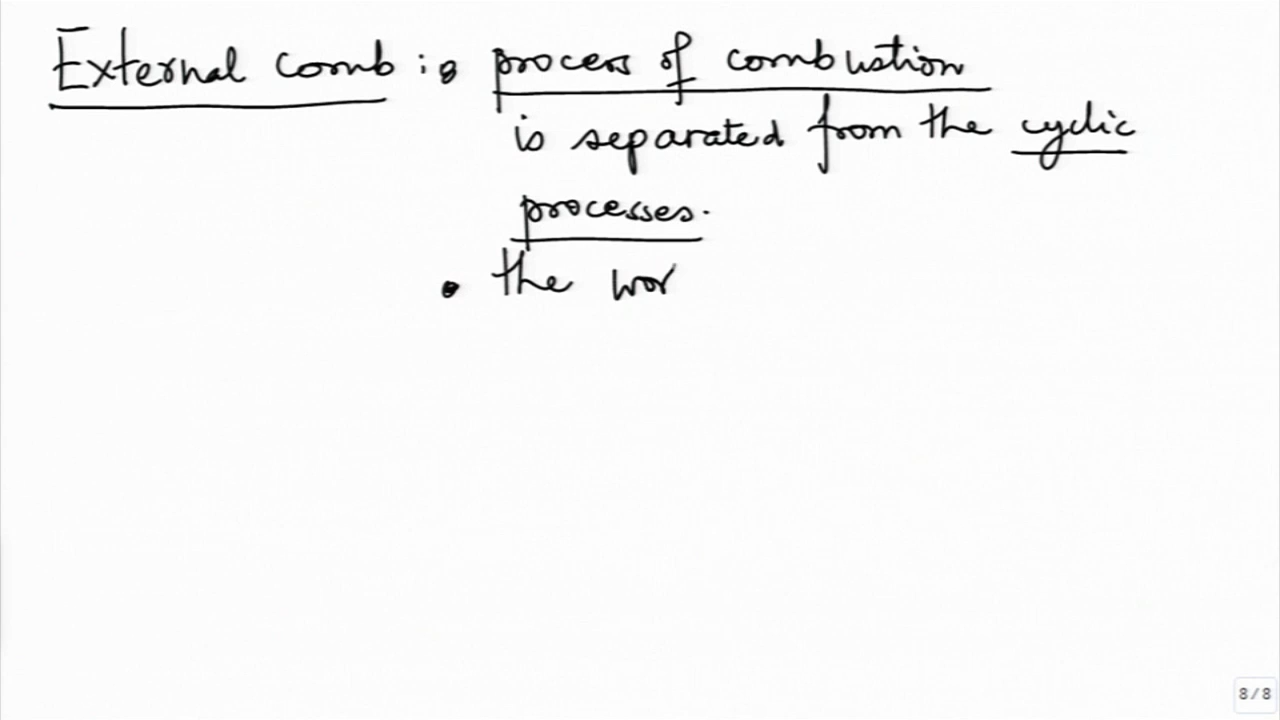 External comb : • process of combustion
is separated from the cyclic
processes.
• the wor
8/8